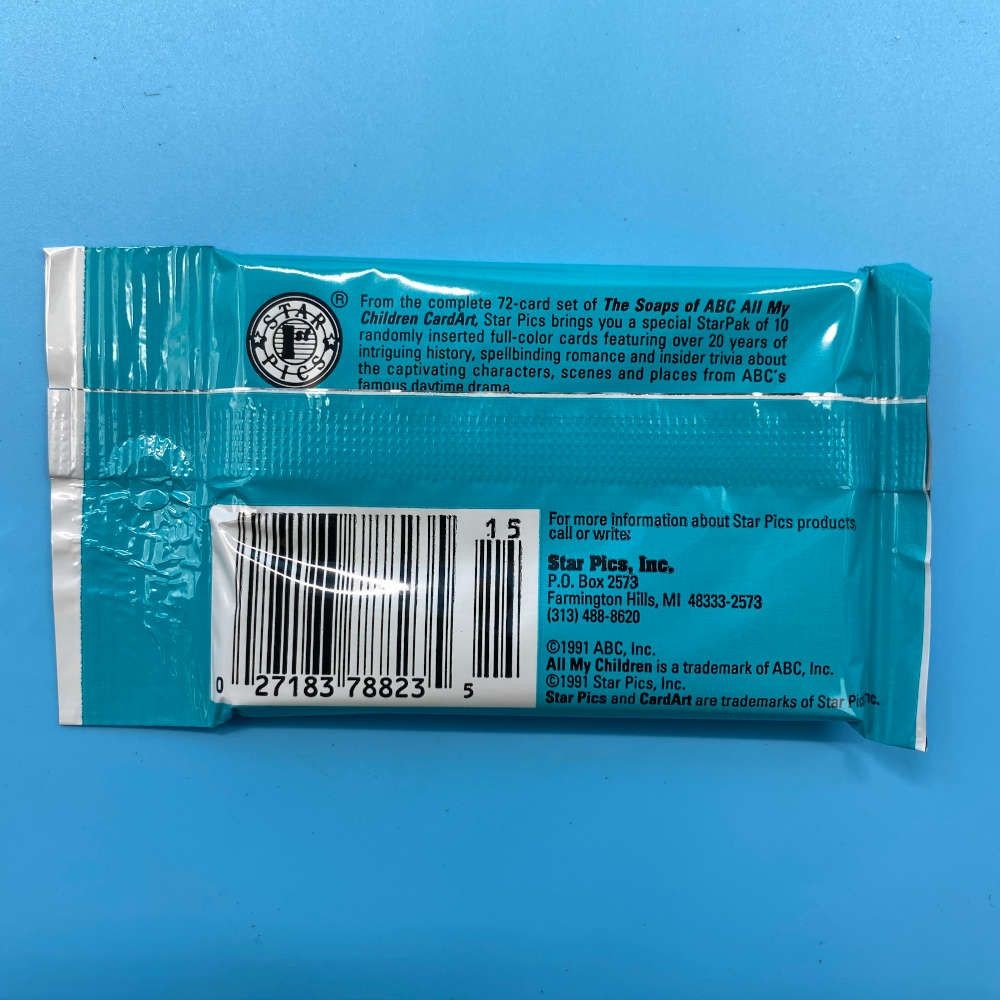 STAR 1st PICS ®
From the complete 72-card set of The Soaps of ABC All My
Children CardArt, Star Pics brings you a special StarPak of 10
randomly inserted full-color cards featuring over 20 years of
intriguing history, spellbinding romance and insider trivia about
the captivating characters, scenes and places from ABC's
famous daytime drama.
15
0 27183 78823 5
For more information about Star Pics products,
call or write:
Star Pics, Inc.
P.O. Box 2573
Farmington Hills, MI 48333-2573
(313) 488-8620
©1991 ABC, Inc.
All My Children is a trademark of ABC, Inc.
©1991 Star Pics, Inc.
Star Pics and CardArt are trademarks of Star Pics, Inc.